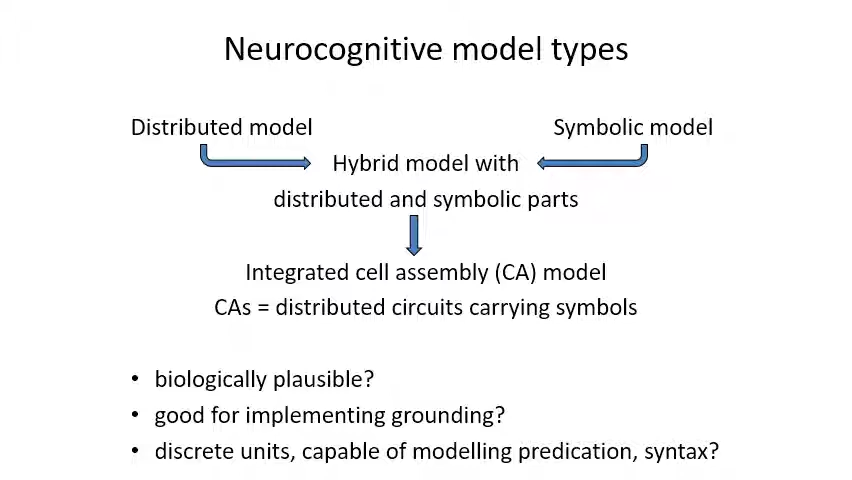 Neurocognitive model types
Distributed model
Symbolic model
Hybrid model with
distributed and symbolic parts
Integrated cell assembly (CA) model
CAs = distributed circuits carrying symbols
• biologically plausible?
• good for implementing grounding?
• discrete units, capable of modelling predication, syntax?